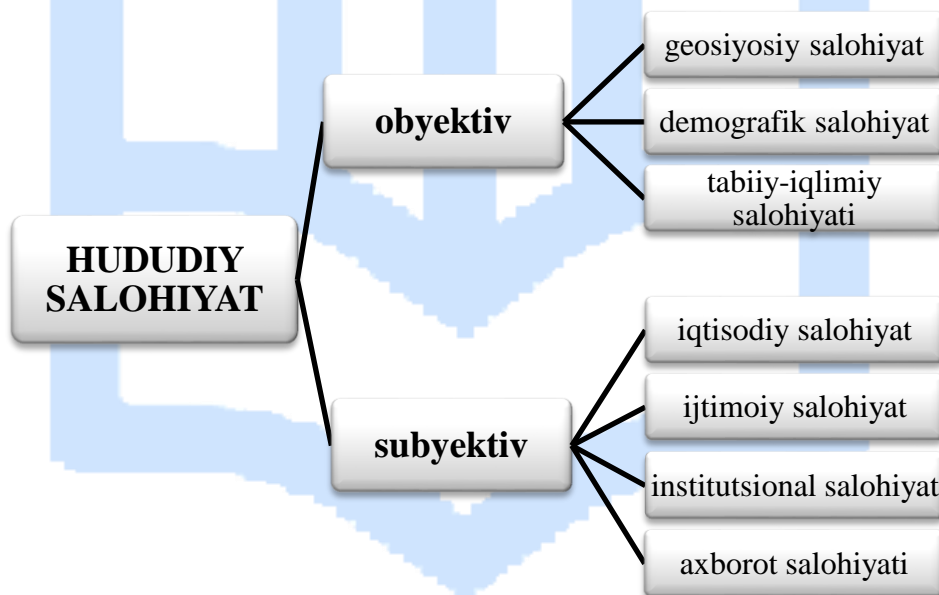 HUDUDIY
SALOHIYAT
obyektiv
geosiyosiy salohiyat
demografik salohiyat
tabiiy-iqlimiy
salohiyati
subyektiv
iqtisodiy salohiyat
ijtimoiy salohiyat
institutsional salohiyat
axborot salohiyati